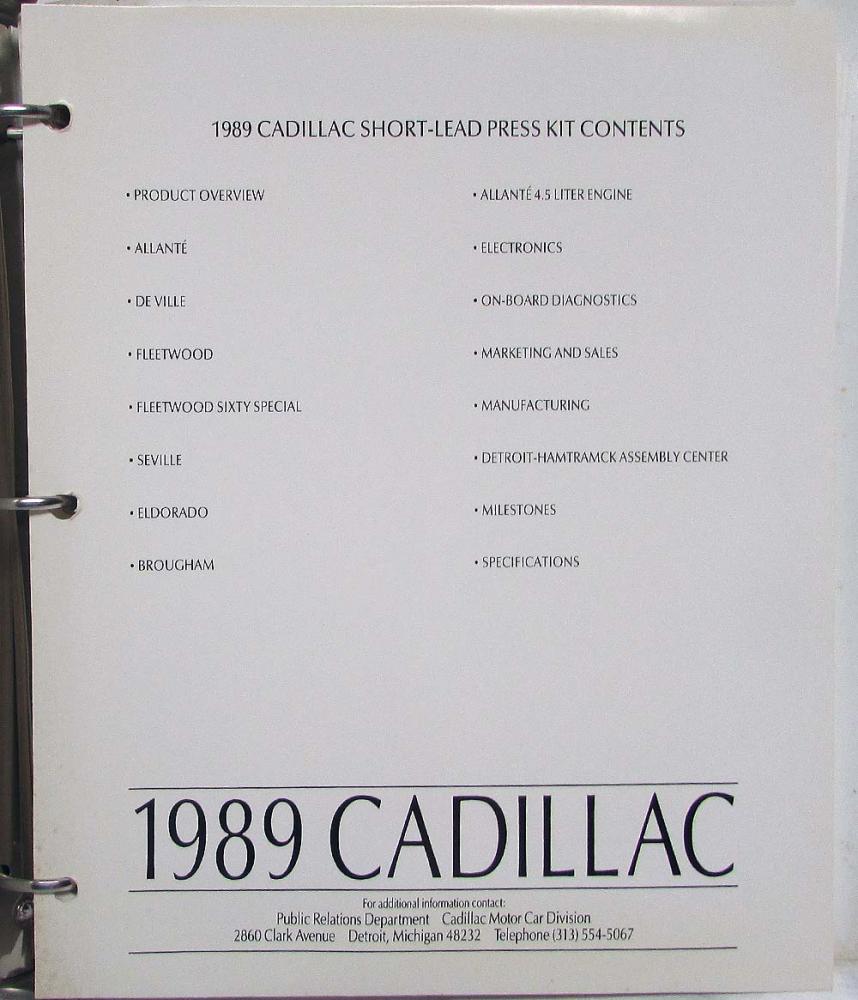 1989 CADILLAC SHORT-LEAD PRESS KIT CONTENTS
• PRODUCT OVERVIEW
• ALLANTÉ
• DE VILLE
• FLEETWOOD
• FLEETWOOD SIXTY SPECIAL
• SEVILLE
• ELDORADO
• BROUGHAM
• ALLANTÉ 4.5 LITER ENGINE
• ELECTRONICS
• ON-BOARD DIAGNOSTICS
• MARKETING AND SALES
• MANUFACTURING
• DETROIT-HAMTRAMCK ASSEMBLY CENTER
• MILESTONES
• SPECIFICATIONS
1989 CADILLAC
For additional information contact:
Public Relations Department Cadillac Motor Car Division
2860 Clark Avenue Detroit, Michigan 48232 Telephone (313) 554-5067